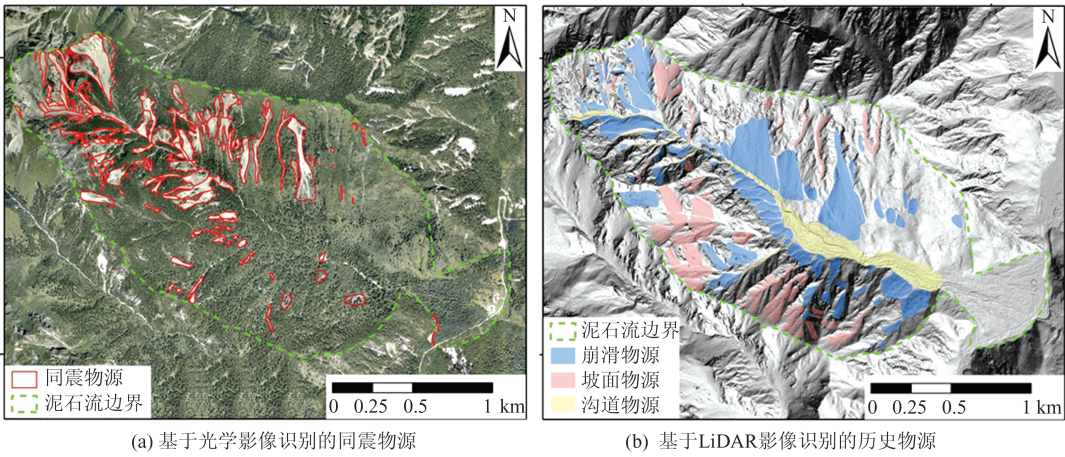 N
同震物源
泥石流边界
0 0.25 0.5 1 km
(a) 基于光学影像识别的同震物源
N
泥石流边界
崩滑物源
坡面物源
沟道物源
0 0.25 0.5 1 km
(b) 基于LiDAR影像识别的历史物源